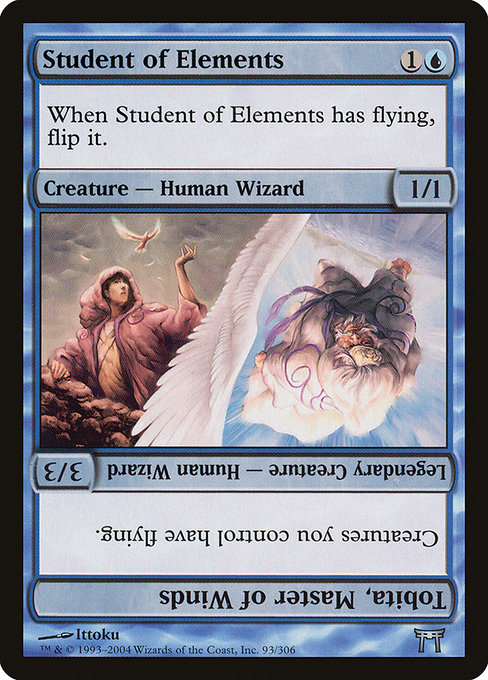 Student of Elements 1
When Student of Elements has flying,
flip it.
Creature — Human Wizard 1/1
Legendary Creature — Human Wizard 3/3
Creatures you control have flying.
Tobita, Master of Winds
Ittoku
™ & © 1993–2004 Wizards of the Coast, Inc. 93/306